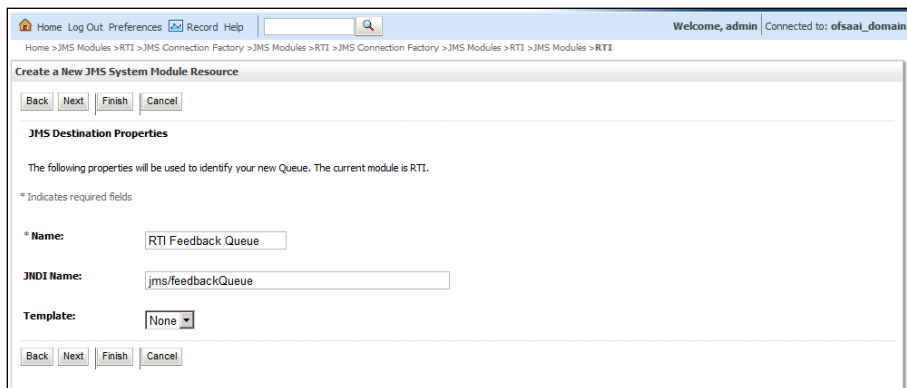 Home Log Out Preferences Record Help Welcome, admin Connected to: ofsaai_domain
Home >JMS Modules >RTI >JMS Connection Factory >JMS Modules >RTI >JMS Connection Factory >JMS Modules >RTI >JMS Modules >RTI
Create a New JMS System Module Resource
Back Next Finish Cancel
JMS Destination Properties
The following properties will be used to identify your new Queue. The current module is RTI.
* Indicates required fields
* Name: RTI Feedback Queue
JNDI Name: jms/feedbackQueue
Template: None
Back Next Finish Cancel